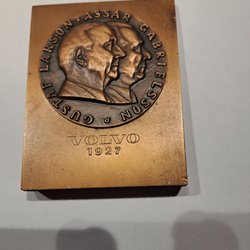 GUSTAF LARSON · ASSAR GABRIELSSON
VOLVO
1927